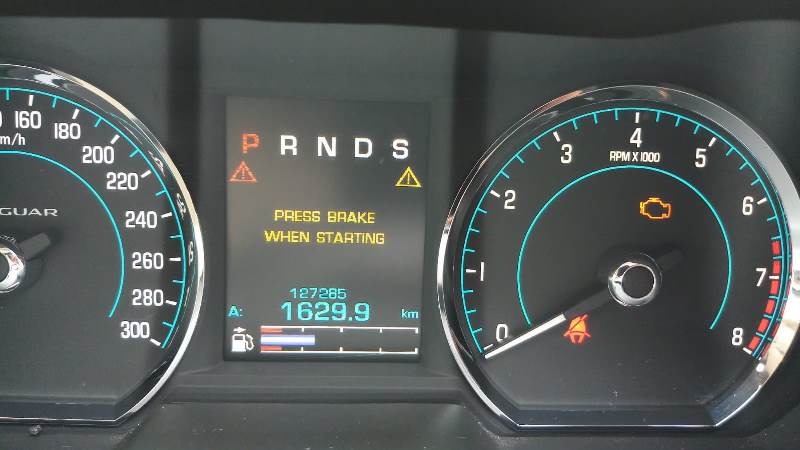 160
180
200
220
240
260
280
300
m/h
GUAR
P R N D S
PRESS BRAKE
WHEN STARTING
127285
A: 1629.9 km
0
1
2
3
4
5
6
7
8
RPM X 1000